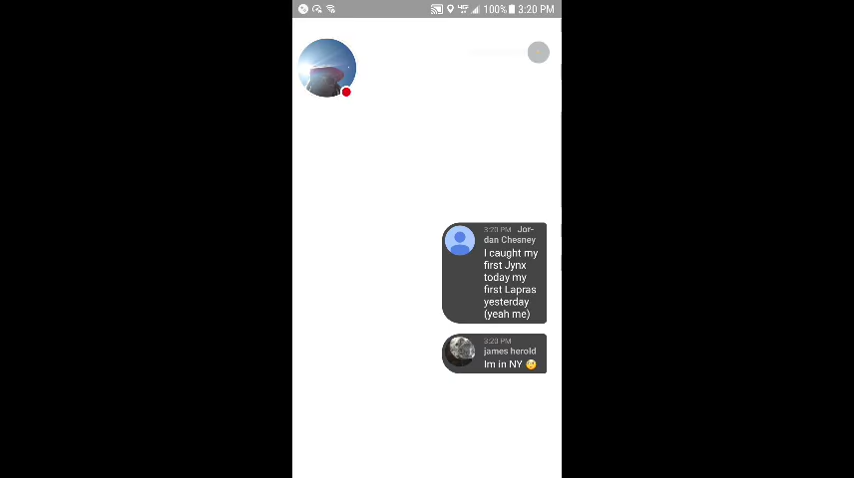 100% 3:20 PM
3:20 PM Jor-
dan Chesney
I caught my
first Jynx
today my
first Lapras
yesterday
(yeah me)
3:20 PM
james herold
Im in NY 🧐